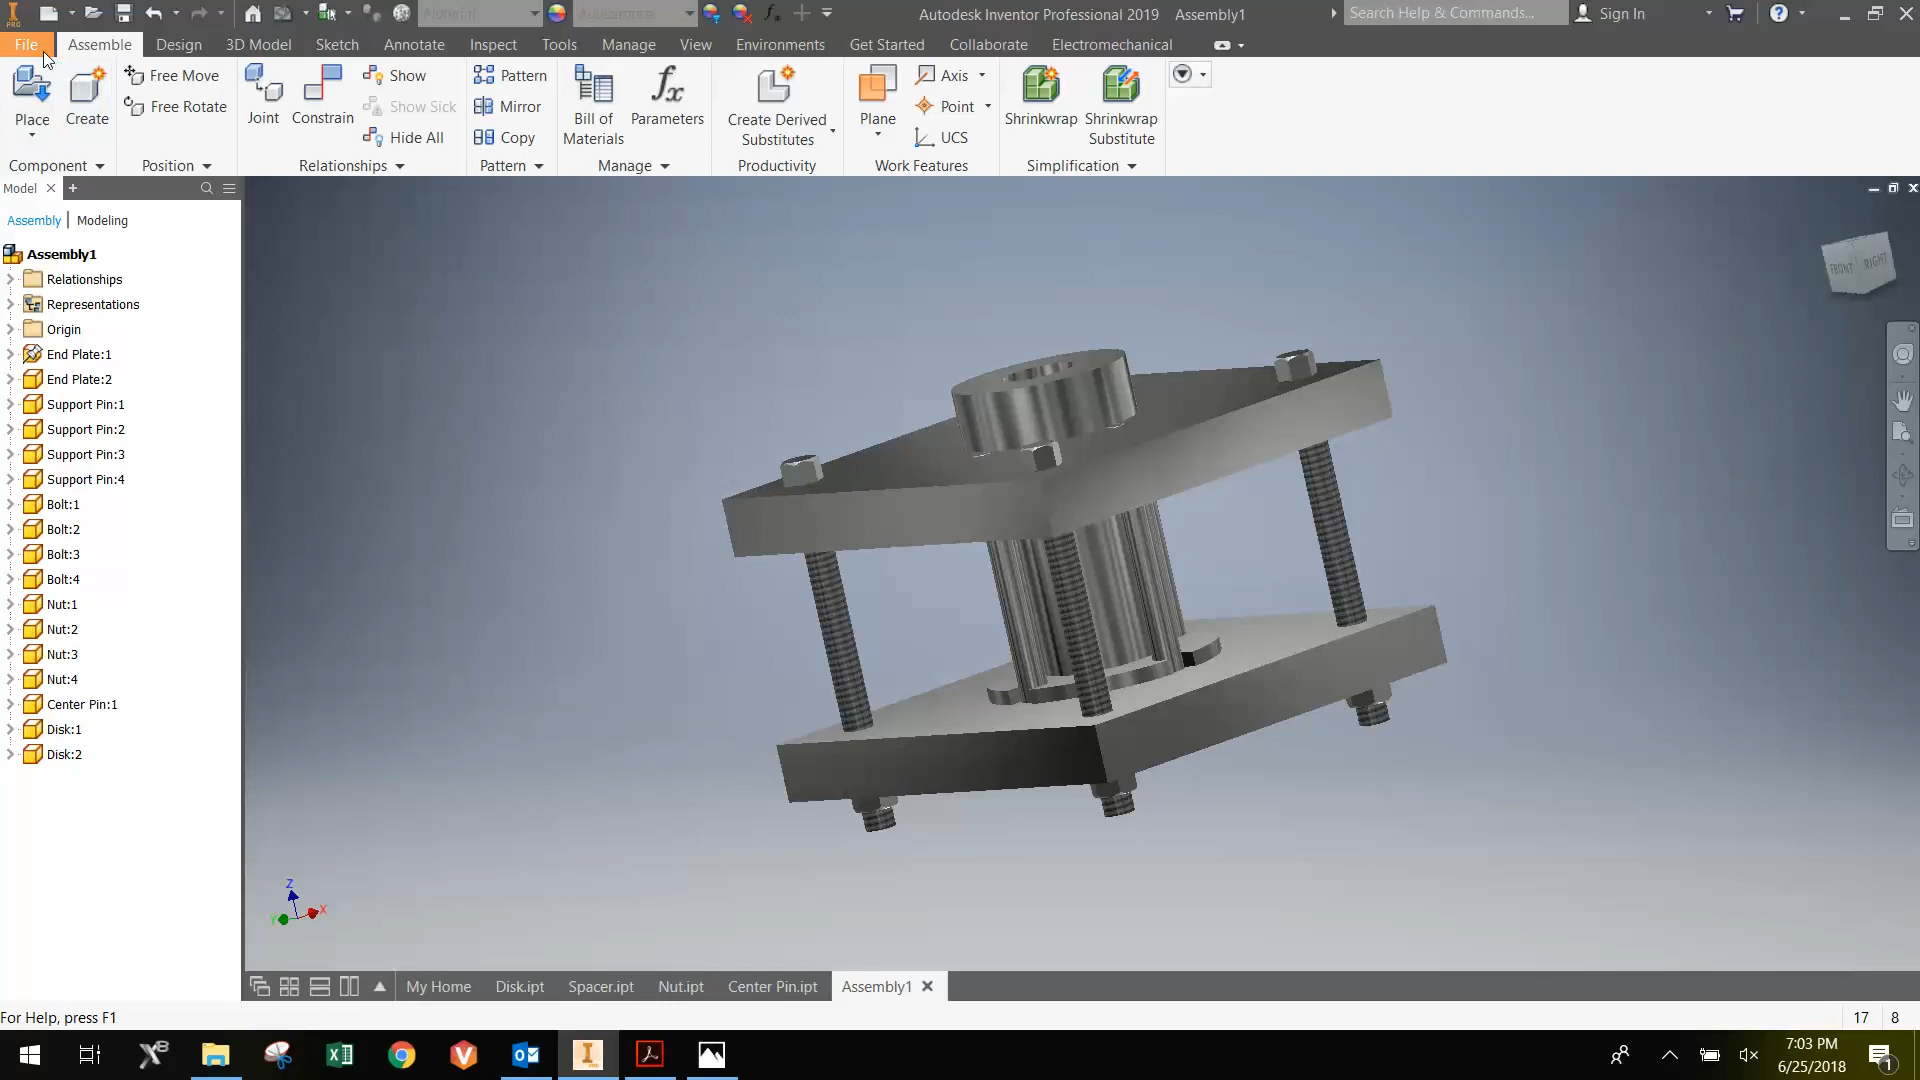 PRO
Material
Appearance
Autodesk Inventor Professional 2019 Assembly1
Search Help & Commands...
Sign In
File
Assemble
Design
3D Model
Sketch
Annotate
Inspect
Tools
Manage
View
Environments
Get Started
Collaborate
Electromechanical
Place
Create
Free Move
Free Rotate
Joint
Constrain
Show
Show Sick
Hide All
Pattern
Mirror
Copy
Bill of
Materials
Parameters
Create Derived
Substitutes
Plane
Axis
Point
UCS
Shrinkwrap
Shrinkwrap
Substitute
Component
Position
Relationships
Pattern
Manage
Productivity
Work Features
Simplification
Model
Assembly
Modeling
Assembly1
Relationships
Representations
Origin
End Plate:1
End Plate:2
Support Pin:1
Support Pin:2
Support Pin:3
Support Pin:4
Bolt:1
Bolt:2
Bolt:3
Bolt:4
Nut:1
Nut:2
Nut:3
Nut:4
Center Pin:1
Disk:1
Disk:2
FRONT
RIGHT
Z
Y
X
My Home
Disk.ipt
Spacer.ipt
Nut.ipt
Center Pin.ipt
Assembly1
For Help, press F1
17
8
7:03 PM
6/25/2018
1